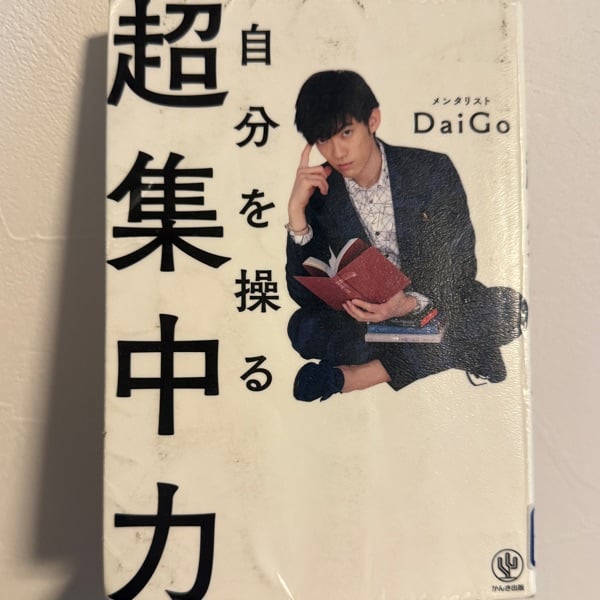 自分を操る
超集中力
メンタリスト
DaiGo
かんき出版